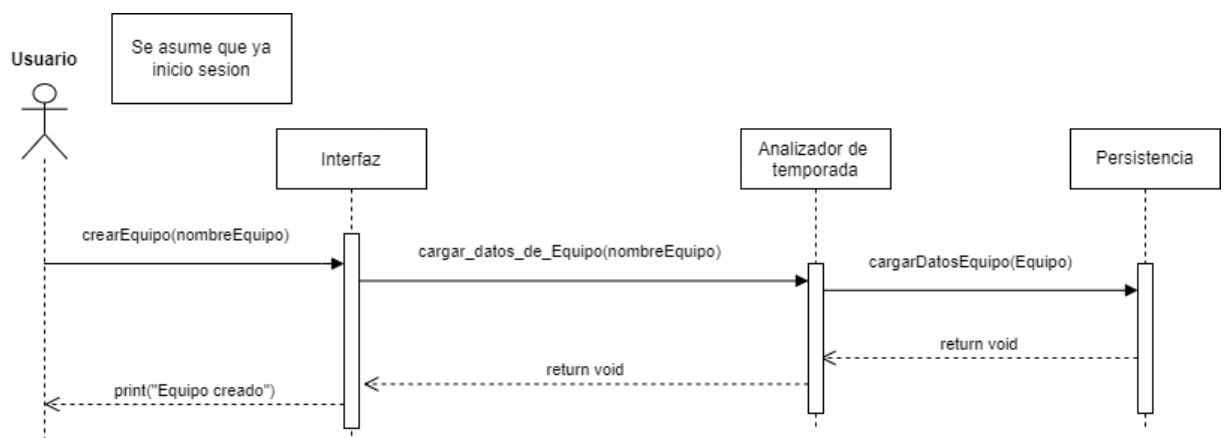 Se asume que ya
inicio sesion
Usuario
Interfaz
Analizador de
temporada
Persistencia
crearEquipo(nombreEquipo)
cargar_datos_de_Equipo(nombreEquipo)
cargarDatosEquipo(Equipo)
return void
return void
print("Equipo creado")